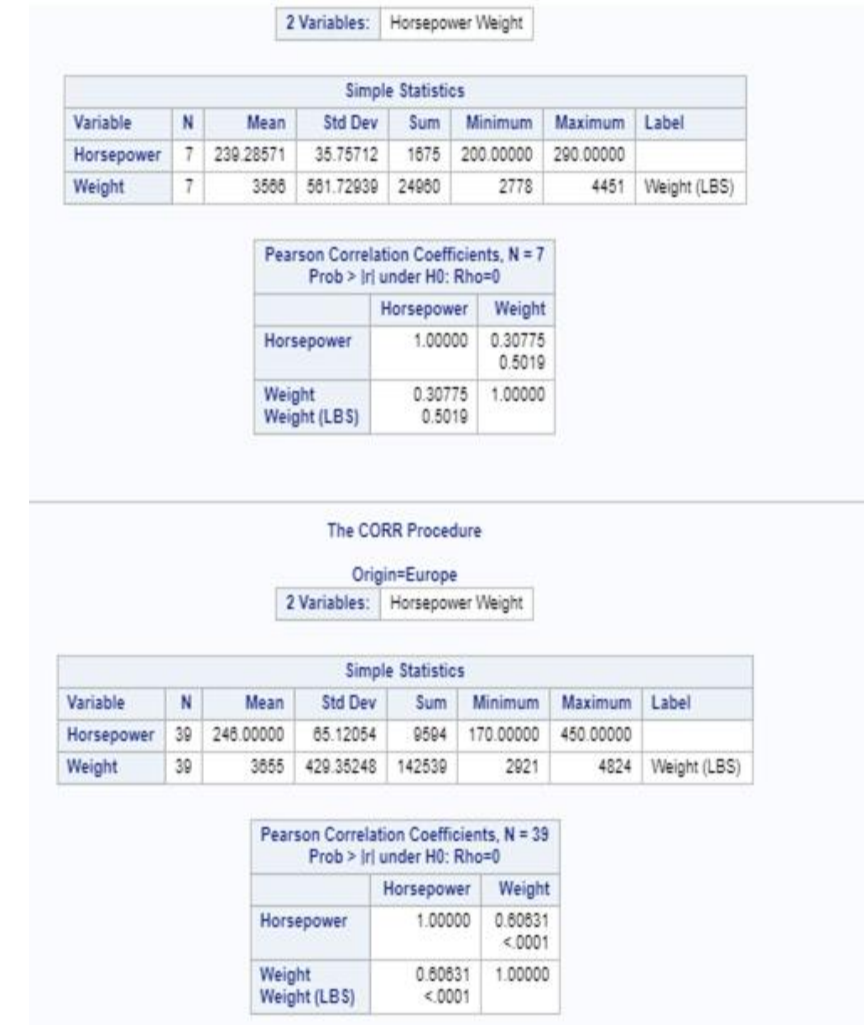 2 Variables: Horsepower Weight
Simple Statistics
Variable N Mean Std Dev Sum Minimum Maximum Label
Horsepower 7 239.28571 35.75712 1675 200.00000 290.00000
Weight 7 3566 561.72939 24960 2778 4451 Weight (LBS)
Pearson Correlation Coefficients, N = 7
Prob > |r| under H0: Rho=0
Horsepower Weight
Horsepower 1.00000 0.30775
0.5019
Weight 0.30775 1.00000
Weight (LBS) 0.5019
The CORR Procedure
Origin=Europe
2 Variables: Horsepower Weight
Simple Statistics
Variable N Mean Std Dev Sum Minimum Maximum Label
Horsepower 39 246.00000 65.12054 9594 170.00000 450.00000
Weight 39 3655 429.35248 142539 2921 4824 Weight (LBS)
Pearson Correlation Coefficients, N = 39
Prob > |r| under H0: Rho=0
Horsepower Weight
Horsepower 1.00000 0.60631
<.0001
Weight 0.60631 1.00000
Weight (LBS) <.0001